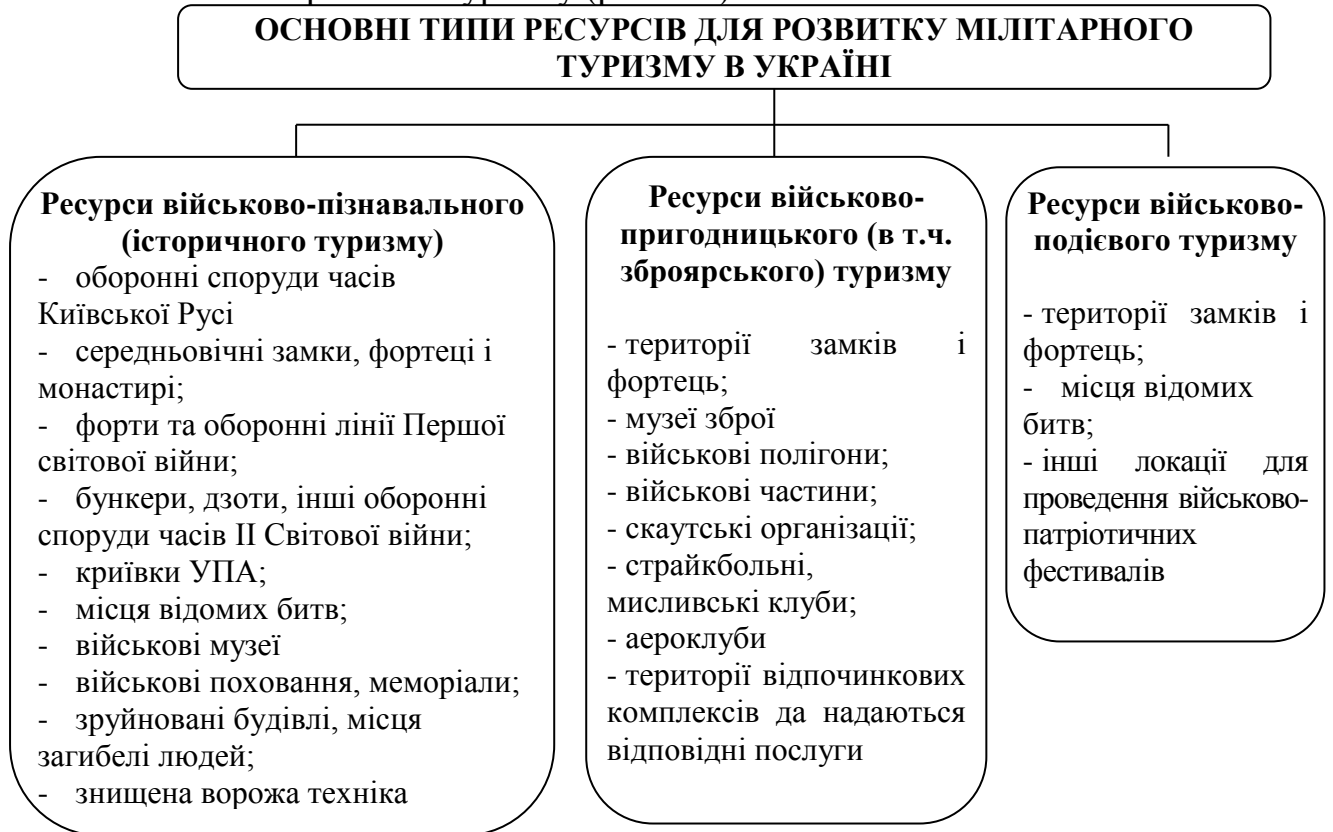 ОСНОВНІ ТИПИ РЕСУРСІВ ДЛЯ РОЗВИТКУ МІЛІТАРНОГО
ТУРИЗМУ В УКРАЇНІ
Ресурси військово-пізнавального
(історичного туризму)
- оборонні споруди часів
Київської Русі
- середньовічні замки, фортеці і
монастирі;
- форти та оборонні лінії Першої
світової війни;
- бункери, дзоти, інші оборонні
споруди часів ІІ Світової війни;
- криївки УПА;
- місця відомих битв;
- військові музеї
- військові поховання, меморіали;
- зруйновані будівлі, місця
загибелі людей;
- знищена ворожа техніка
Ресурси військово-
пригодницького (в т.ч.
зброярського) туризму
- території замків і
фортець;
- музеї зброї
- військові полігони;
- військові частини;
- скаутські організації;
- страйкбольні,
мисливські клуби;
- аероклуби
- території відпочинкових
комплексів да надаються
відповідні послуги
Ресурси військово-
подієвого туризму
- території замків і
фортець;
- місця відомих
битв;
- інші локації для
проведення військово-
патріотичних
фестивалів